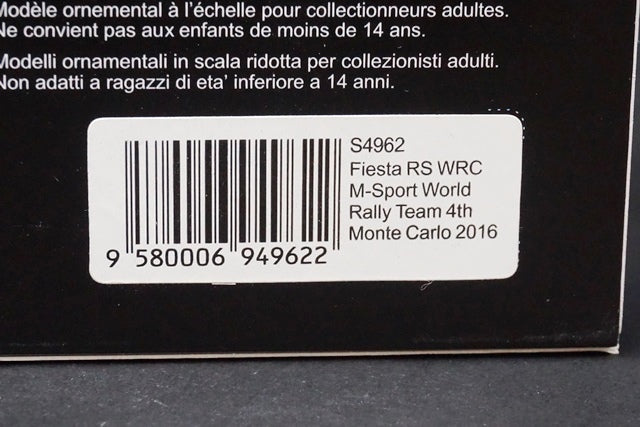 Modèle ornemental à l'échelle pour collectionneurs adultes.
Ne convient pas aux enfants de moins de 14 ans.
Modelli ornamentali in scala ridotta per collezionisti adulti.
Non adatti a ragazzi di eta' inferiore a 14 anni.
S4962
Fiesta RS WRC
M-Sport World
Rally Team 4th
Monte Carlo 2016
9 580006 949622